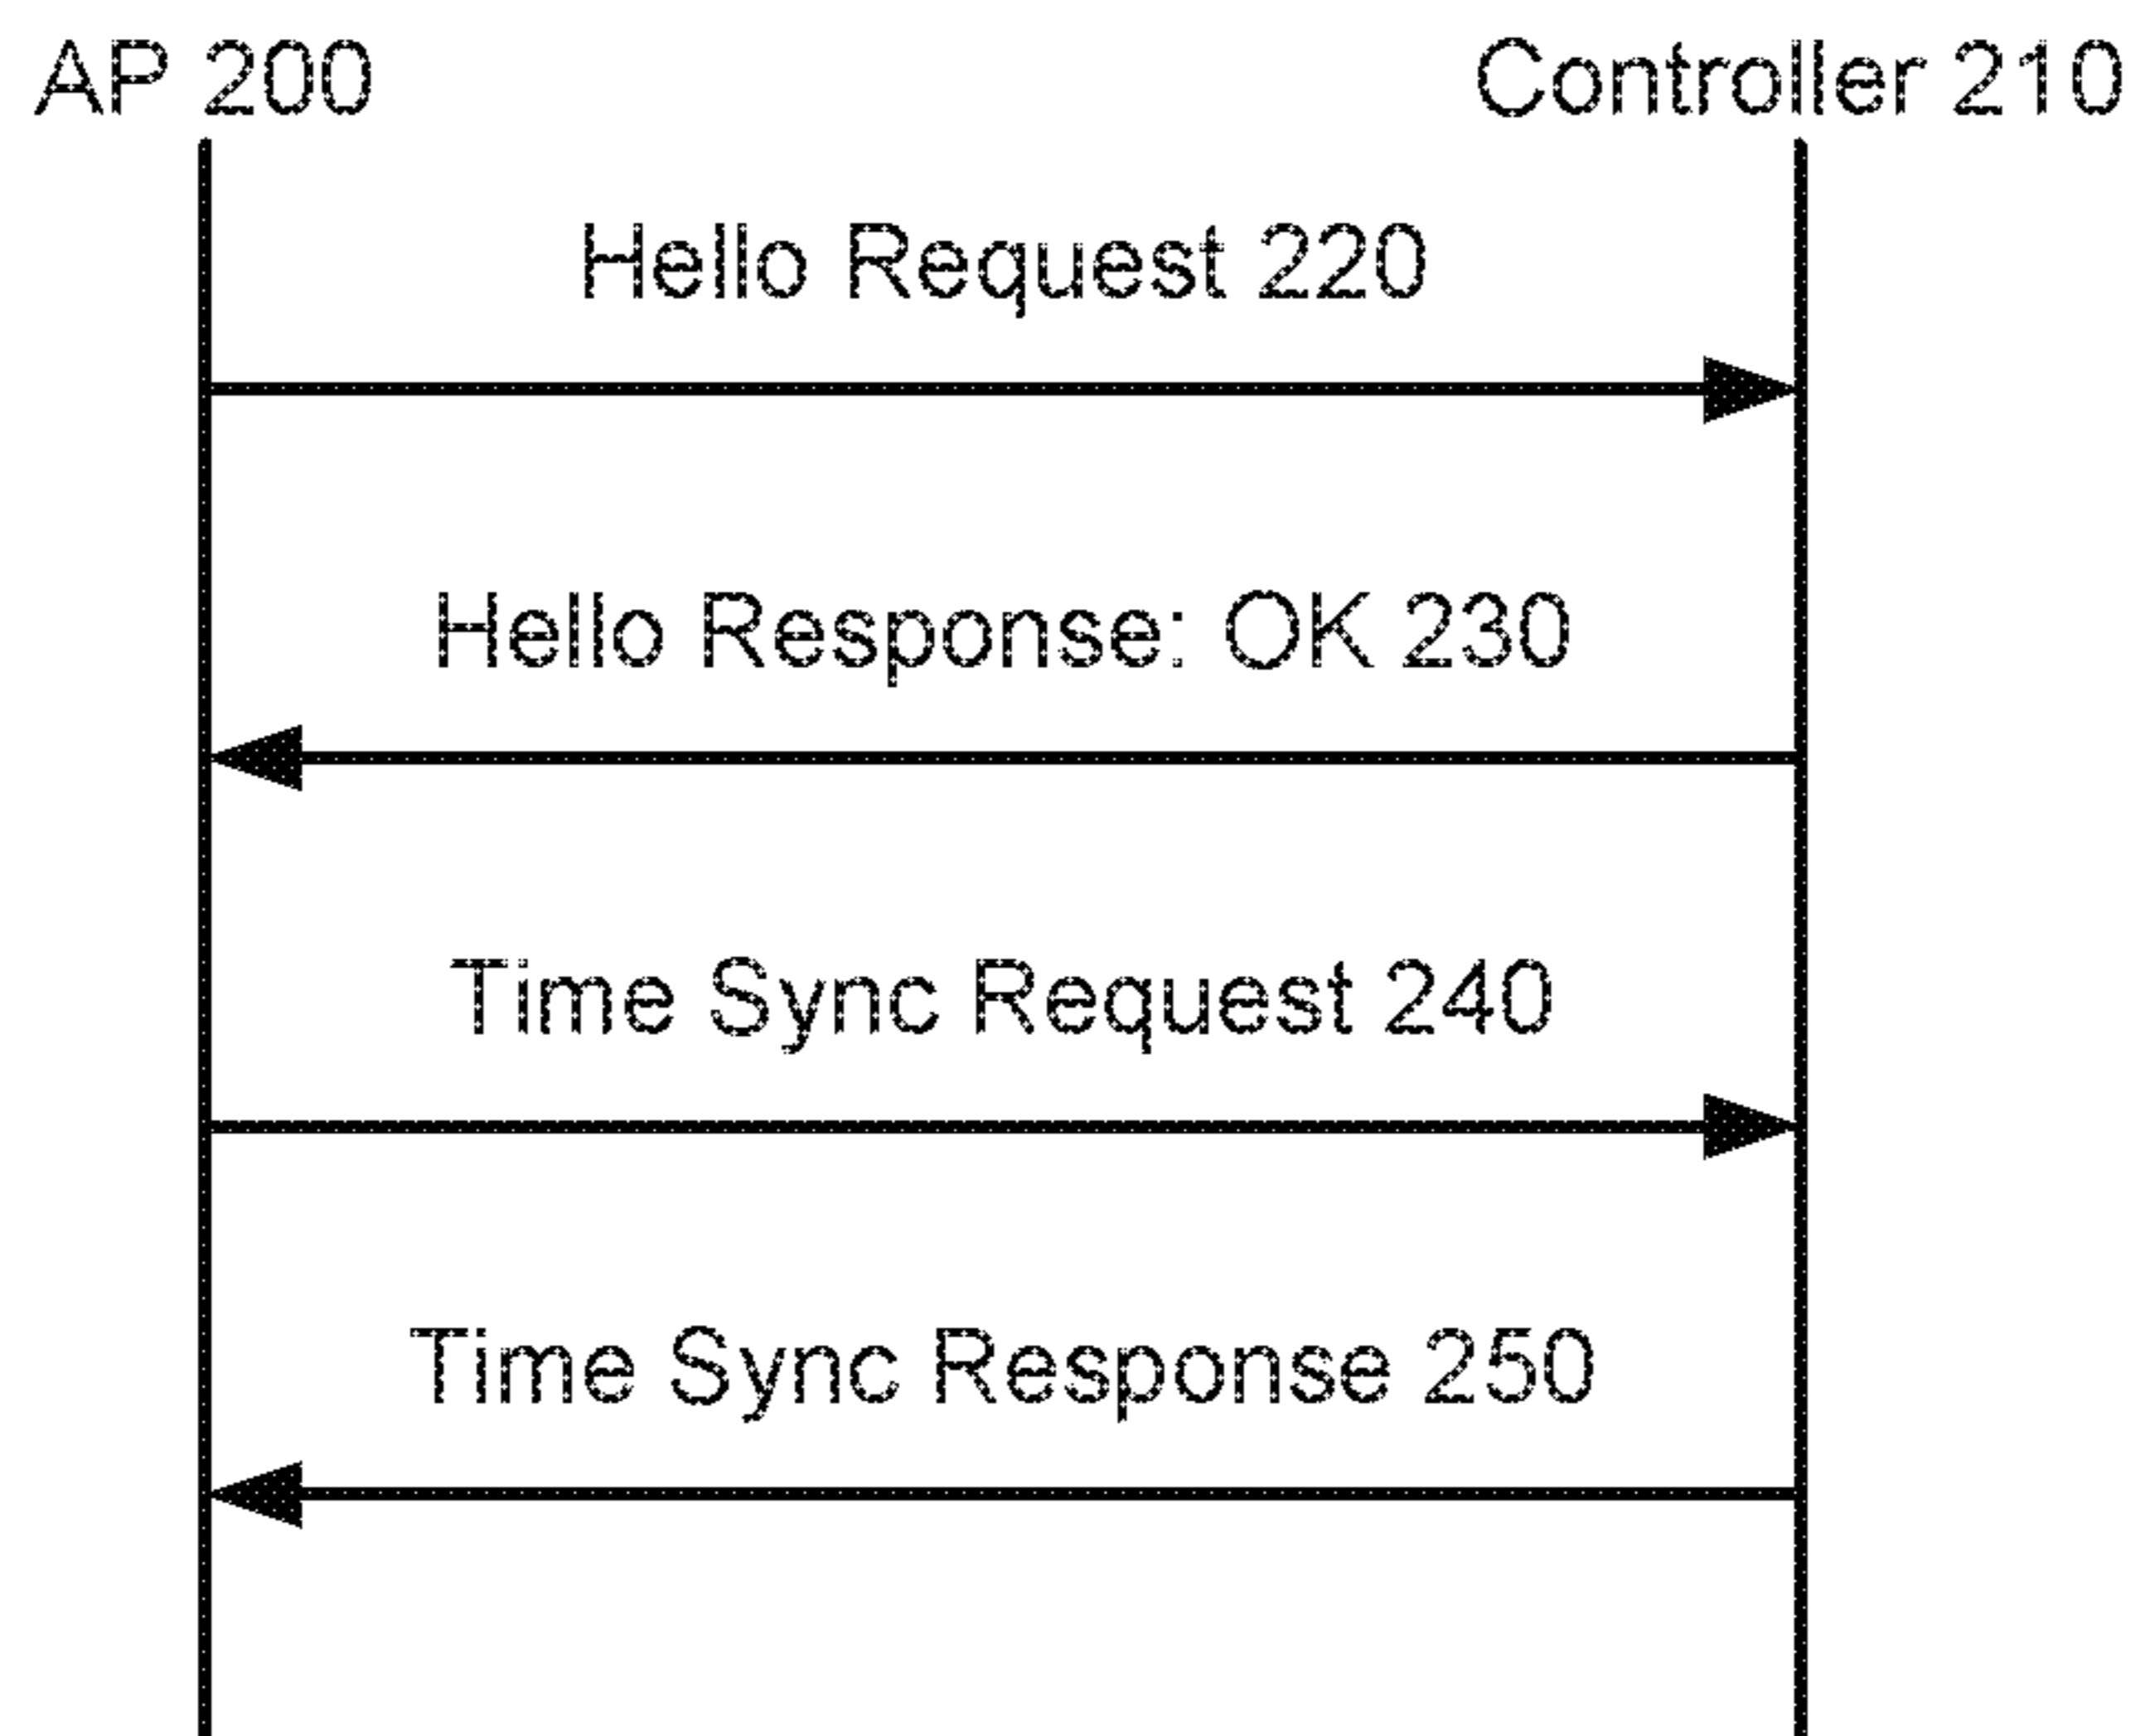 AP 200
Controller 210
Hello Request 220
Hello Response: OK 230
Time Sync Request 240
Time Sync Response 250